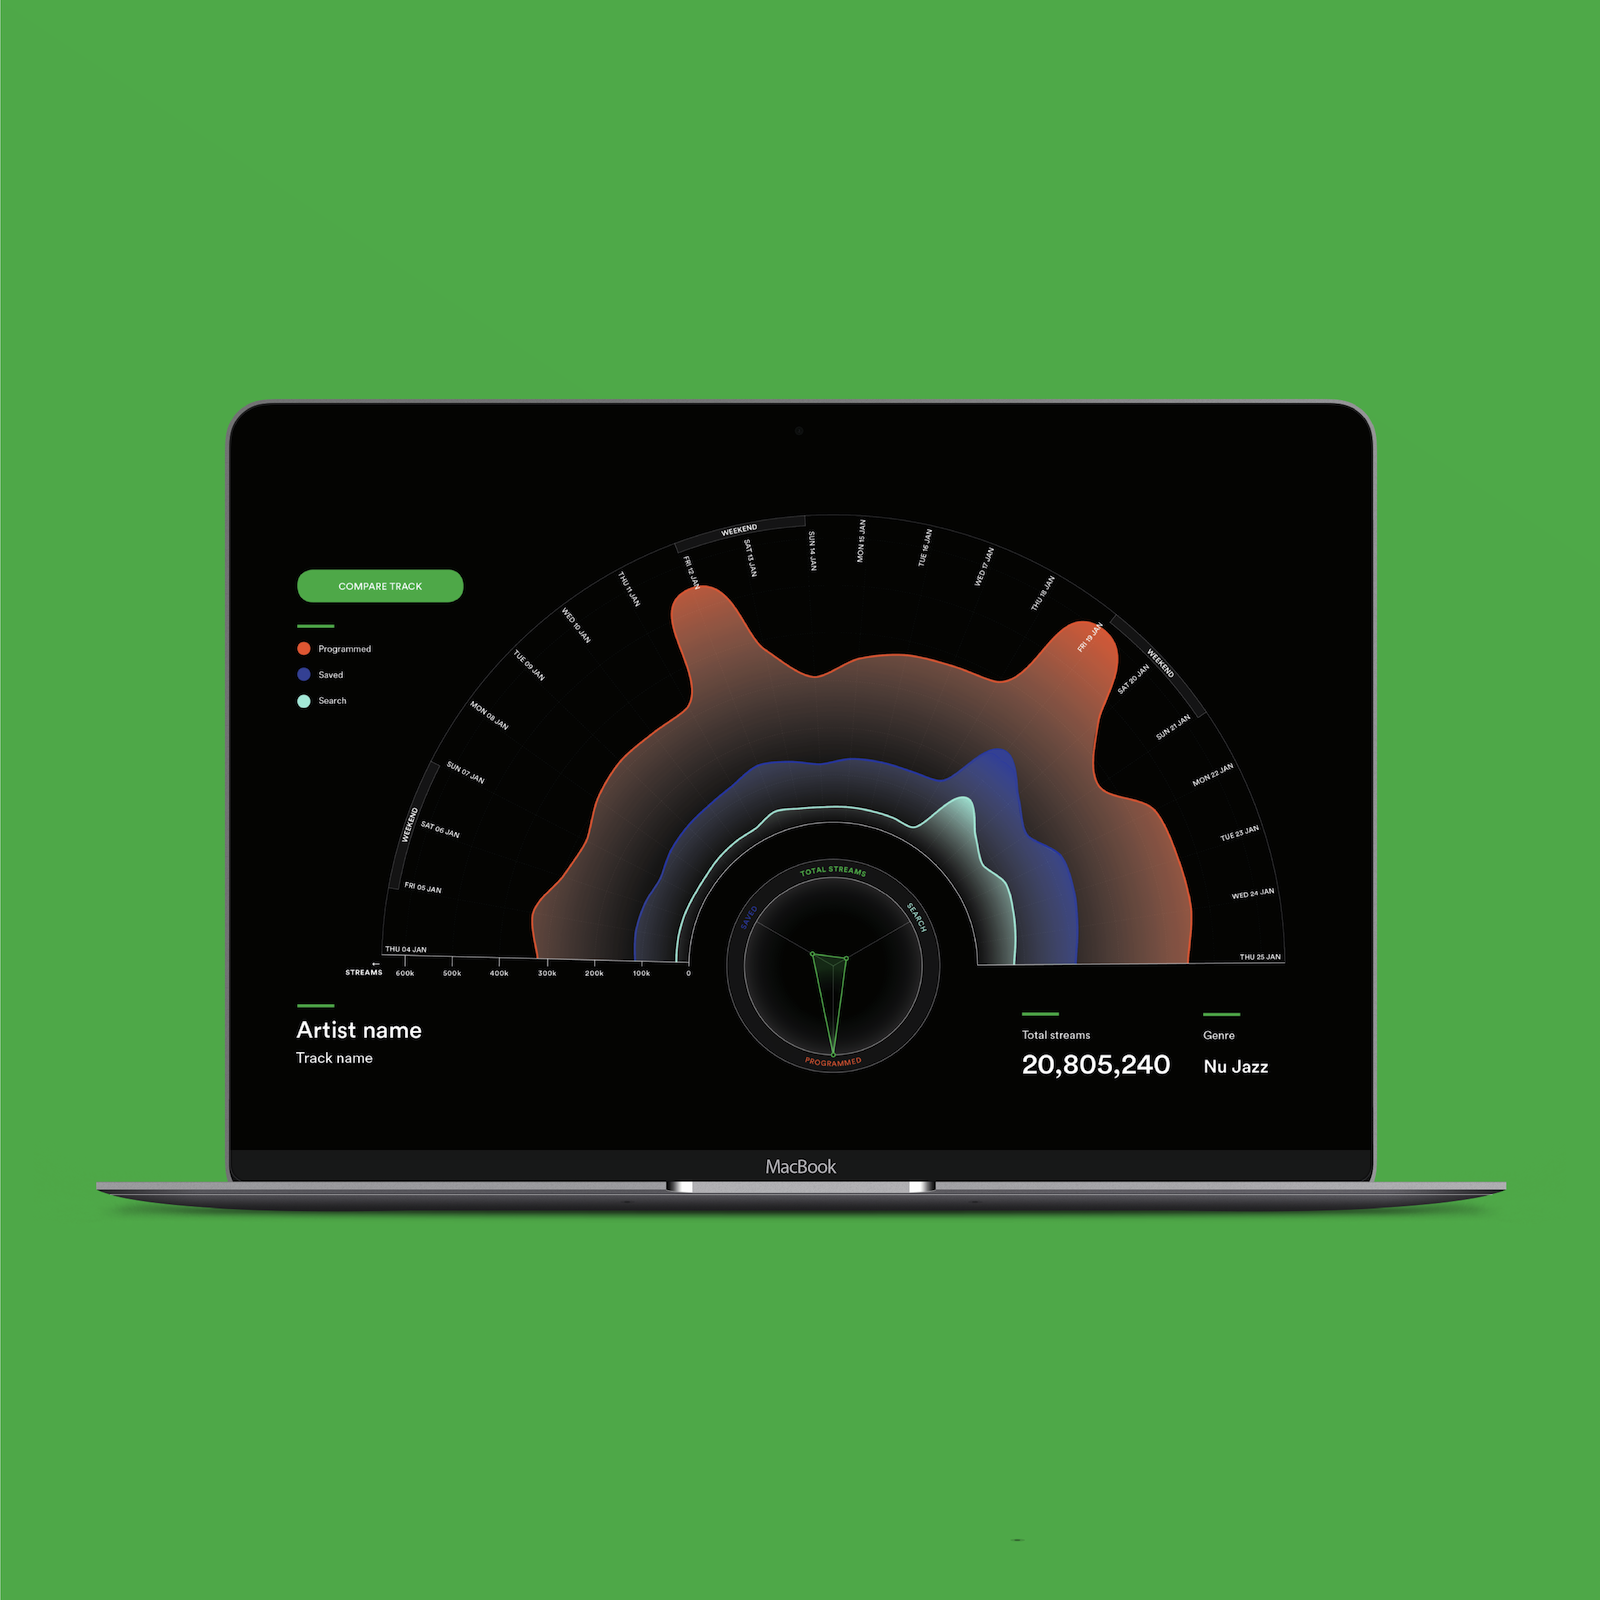 COMPARE TRACK
Programmed
Saved
Search
WEEKEND
WEEKEND
WEEKEND
THU 04 JAN
FRI 05 JAN
SAT 06 JAN
SUN 07 JAN
MON 08 JAN
TUE 09 JAN
WED 10 JAN
THU 11 JAN
FRI 12 JAN
SAT 13 JAN
SUN 14 JAN
MON 15 JAN
TUE 16 JAN
WED 17 JAN
THU 18 JAN
FRI 19 JAN
SAT 20 JAN
SUN 21 JAN
MON 22 JAN
TUE 23 JAN
WED 24 JAN
THU 25 JAN
STREAMS 600k 500k 400k 300k 200k 100k 0
TOTAL STREAMS
SAVED
SEARCH
PROGRAMMED
Artist name
Track name
Total streams
20,805,240
Genre
Nu Jazz
MacBook